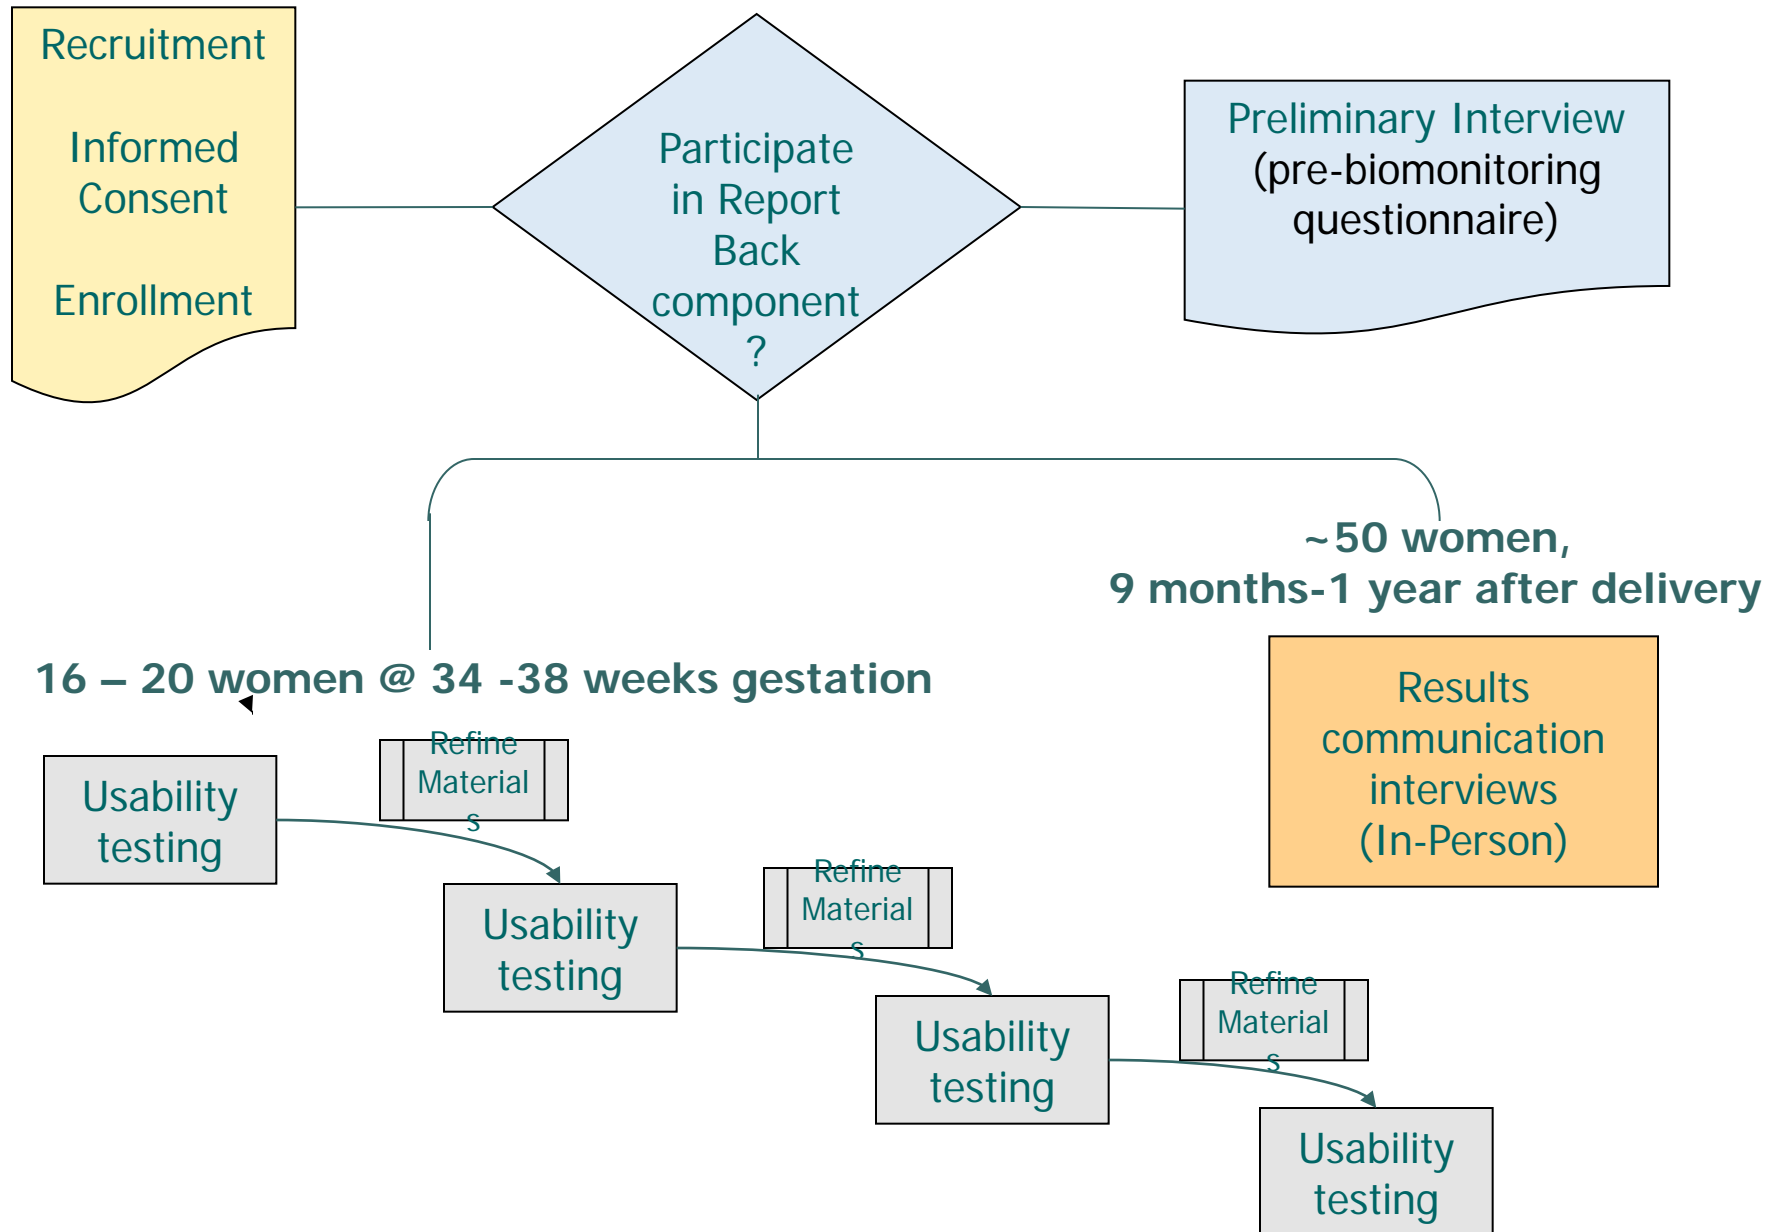 Recruitment
Informed
Consent
Enrollment
Participate
in Report
Back
component
?
Preliminary Interview
(pre-biomonitoring
questionnaire)
~50 women,
9 months-1 year after delivery
16 – 20 women @ 34 -38 weeks gestation
Results
communication
interviews
(In-Person)
Usability
testing
Refine
Material
s
Usability
testing
Refine
Material
s
Usability
testing
Refine
Material
s
Usability
testing